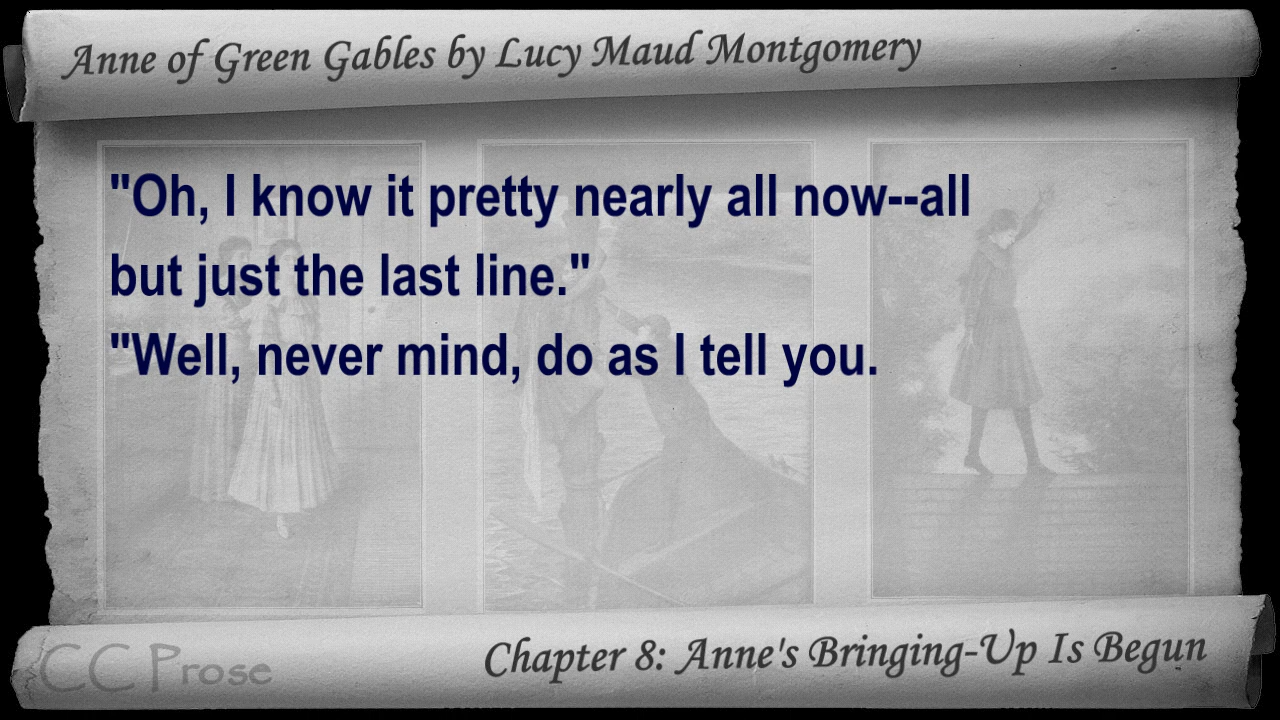 Anne of Green Gables by Lucy Maud Montgomery
"Oh, I know it pretty nearly all now--all
but just the last line."
"Well, never mind, do as I tell you.
CC Prose
Chapter 8: Anne's Bringing-Up Is Begun